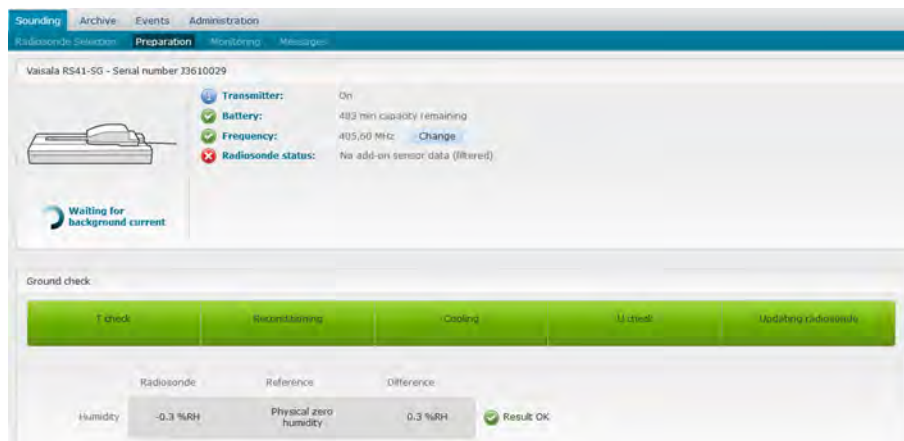 Sounding Archive Events Administration
Radiosonde Selection Preparation Monitoring Messages
Vaisala RS41-SG - Serial number J3610029
Transmitter: On
Battery: 483 min capacity remaining
Frequency: 405.60 MHz Change
Radiosonde status: No add-on sensor data (filtered)
Waiting for
background current
Ground check
T check Reconditioning Cooling U check Updating radiosonde
Radiosonde Reference Difference
Humidity -0.3 %RH Physical zero humidity 0.3 %RH Result OK